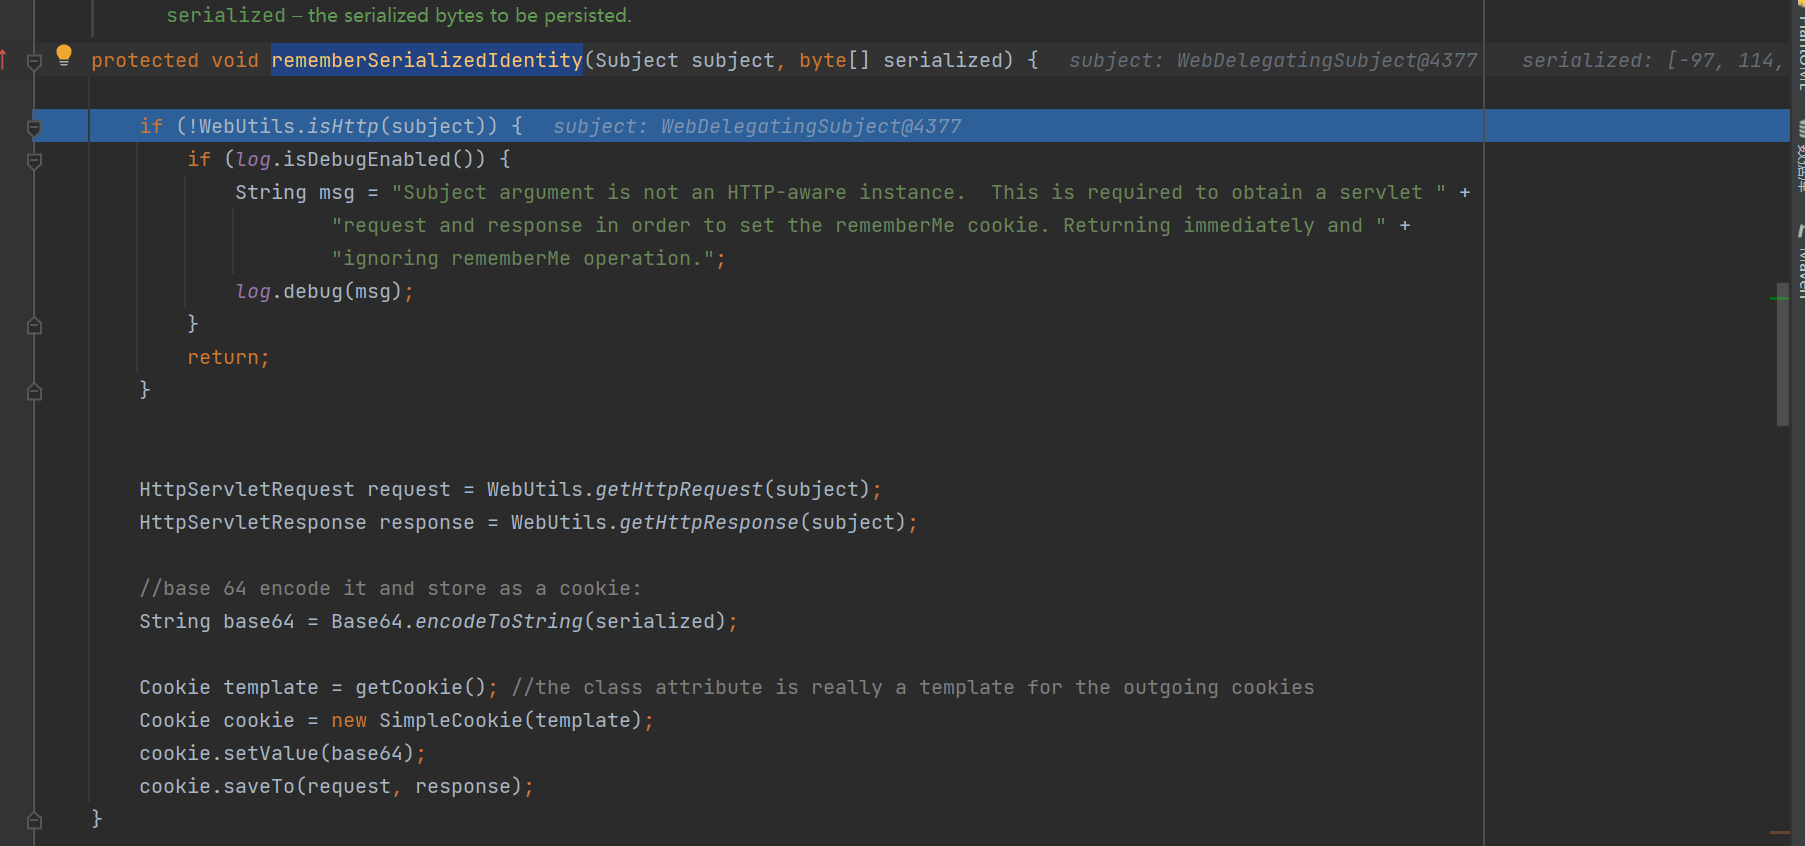 serialized – the serialized bytes to be persisted.
protected void rememberSerializedIdentity(Subject subject, byte[] serialized) {   subject: WebDelegatingSubject@4377    serialized: [-97, 114,
if (!WebUtils.isHttp(subject)) {   subject: WebDelegatingSubject@4377
if (log.isDebugEnabled()) {
String msg = "Subject argument is not an HTTP-aware instance.  This is required to obtain a servlet " +
"request and response in order to set the rememberMe cookie. Returning immediately and " +
"ignoring rememberMe operation.";
log.debug(msg);
}
return;
}
HttpServletRequest request = WebUtils.getHttpRequest(subject);
HttpServletResponse response = WebUtils.getHttpResponse(subject);
//base 64 encode it and store as a cookie:
String base64 = Base64.encodeToString(serialized);
Cookie template = getCookie(); //the class attribute is really a template for the outgoing cookies
Cookie cookie = new SimpleCookie(template);
cookie.setValue(base64);
cookie.saveTo(request, response);
}
数据库
Maven